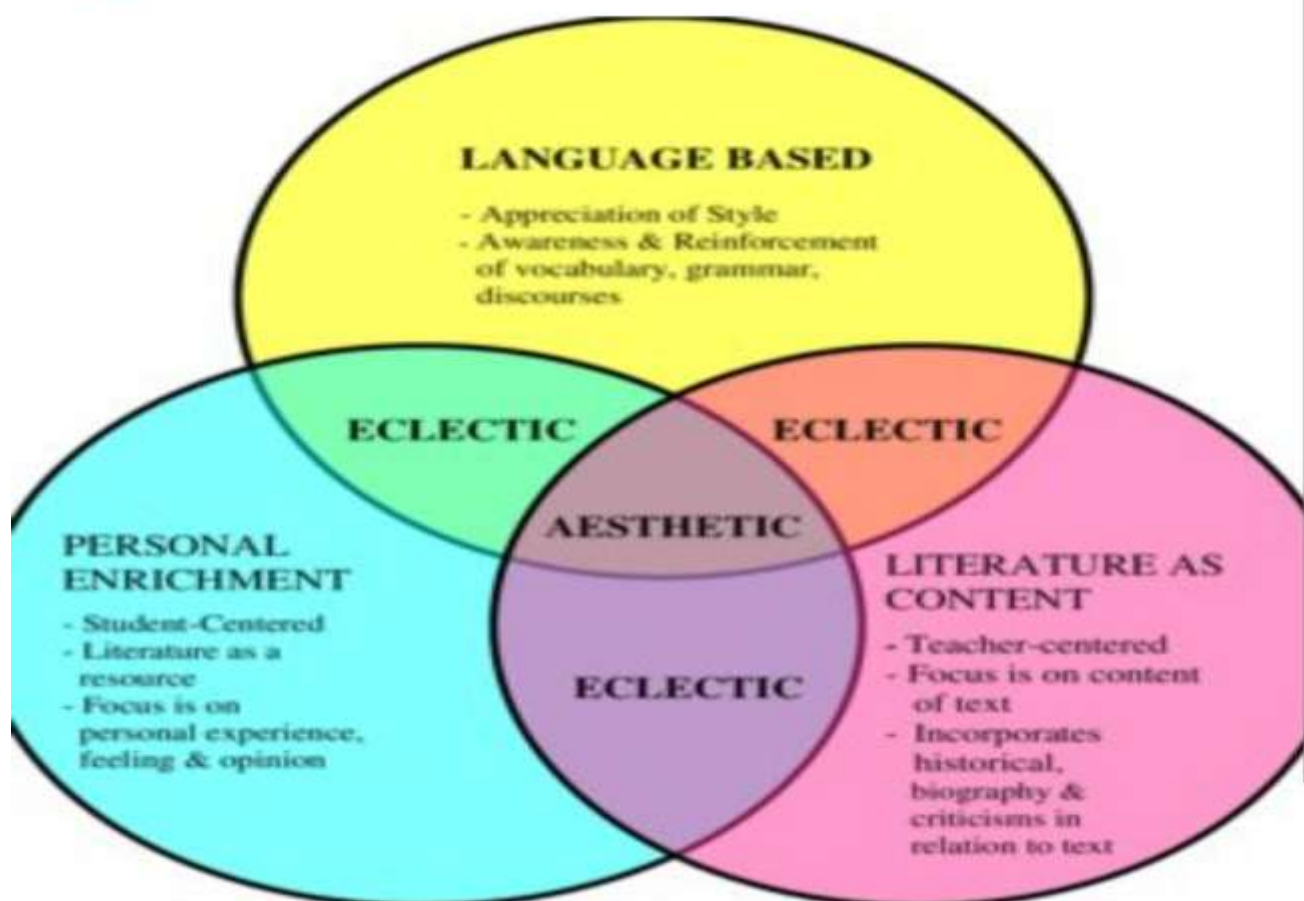 LANGUAGE BASED
- Appreciation of Style
- Awareness & Reinforcement
of vocabulary, grammar,
discourses
ECLECTIC
ECLECTIC
AESTHETIC
PERSONAL
ENRICHMENT
- Student-Centered
- Literature as a
resource
- Focus is on
personal experience,
feeling & opinion
LITERATURE AS
CONTENT
- Teacher-centered
- Focus is on content
of text
- Incorporates
historical,
biography &
criticisms in
relation to text
ECLECTIC